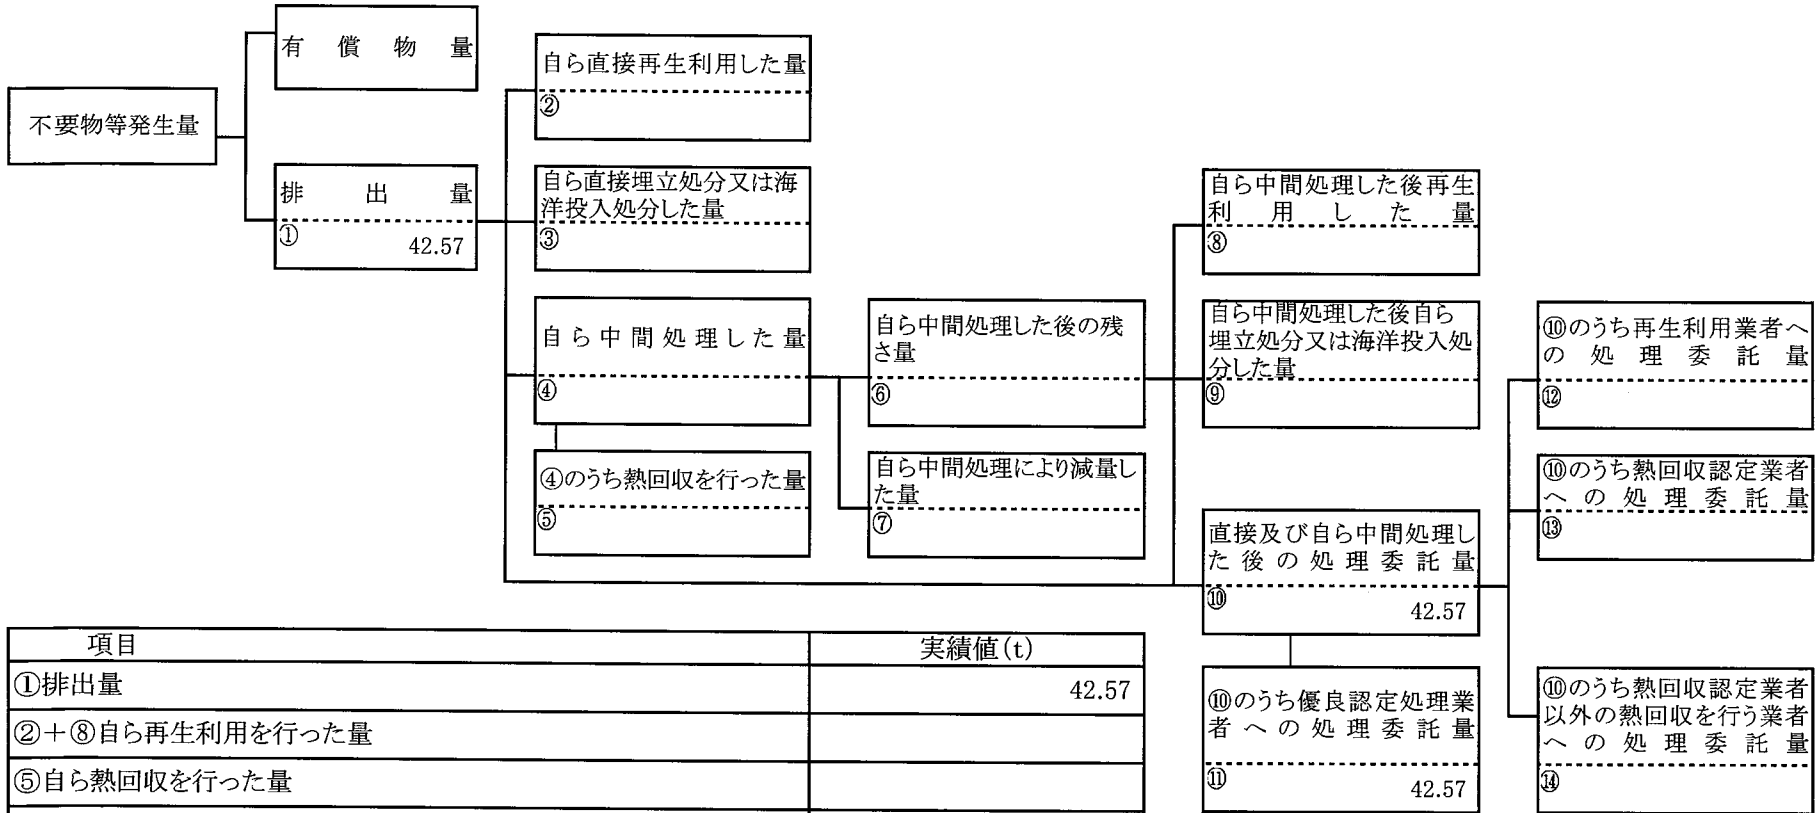 不要物等発生量
有償物量
排出量
① 42.57
自ら直接再生利用した量
②
自ら直接埋立処分又は海
洋投入処分した量
③
自ら中間処理した量
④
④のうち熱回収を行った量
⑤
自ら中間処理した後の残
さ量
⑥
自ら中間処理により減量し
た量
⑦
自ら中間処理した後再生
利用した量
⑧
自ら中間処理した後自ら
埋立処分又は海洋投入処
分した量
⑨
直接及び自ら中間処理し
た後の処理委託量
⑩ 42.57
⑩のうち優良認定処理業
者への処理委託量
⑪ 42.57
⑩のうち再生利用業者へ
の処理委託量
⑫
⑩のうち熱回収認定業者
への処理委託量
⑬
⑩のうち熱回収認定業者
以外の熱回収を行う業者
への処理委託量
⑭
項目 実績値(t)
①排出量 42.57
②+⑧自ら再生利用を行った量
⑤自ら熱回収を行った量